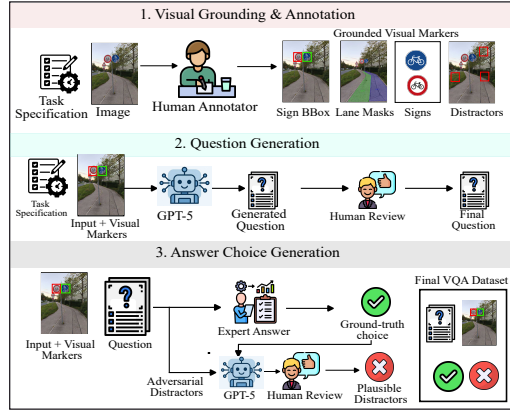 1. Visual Grounding & Annotation
Grounded Visual Markers
Task
Specification
Image
Human Annotator
Sign BBox
Lane Masks
Signs
Distractors
2. Question Generation
Task
Specification
Input + Visual
Markers
GPT-5
Generated
Question
Human Review
Final
Question
3. Answer Choice Generation
Final VQA Dataset
Input + Visual
Markers
Question
Expert Answer
Ground-truth
choice
Adversarial
Distractors
GPT-5
Human Review
Plausible
Distractors